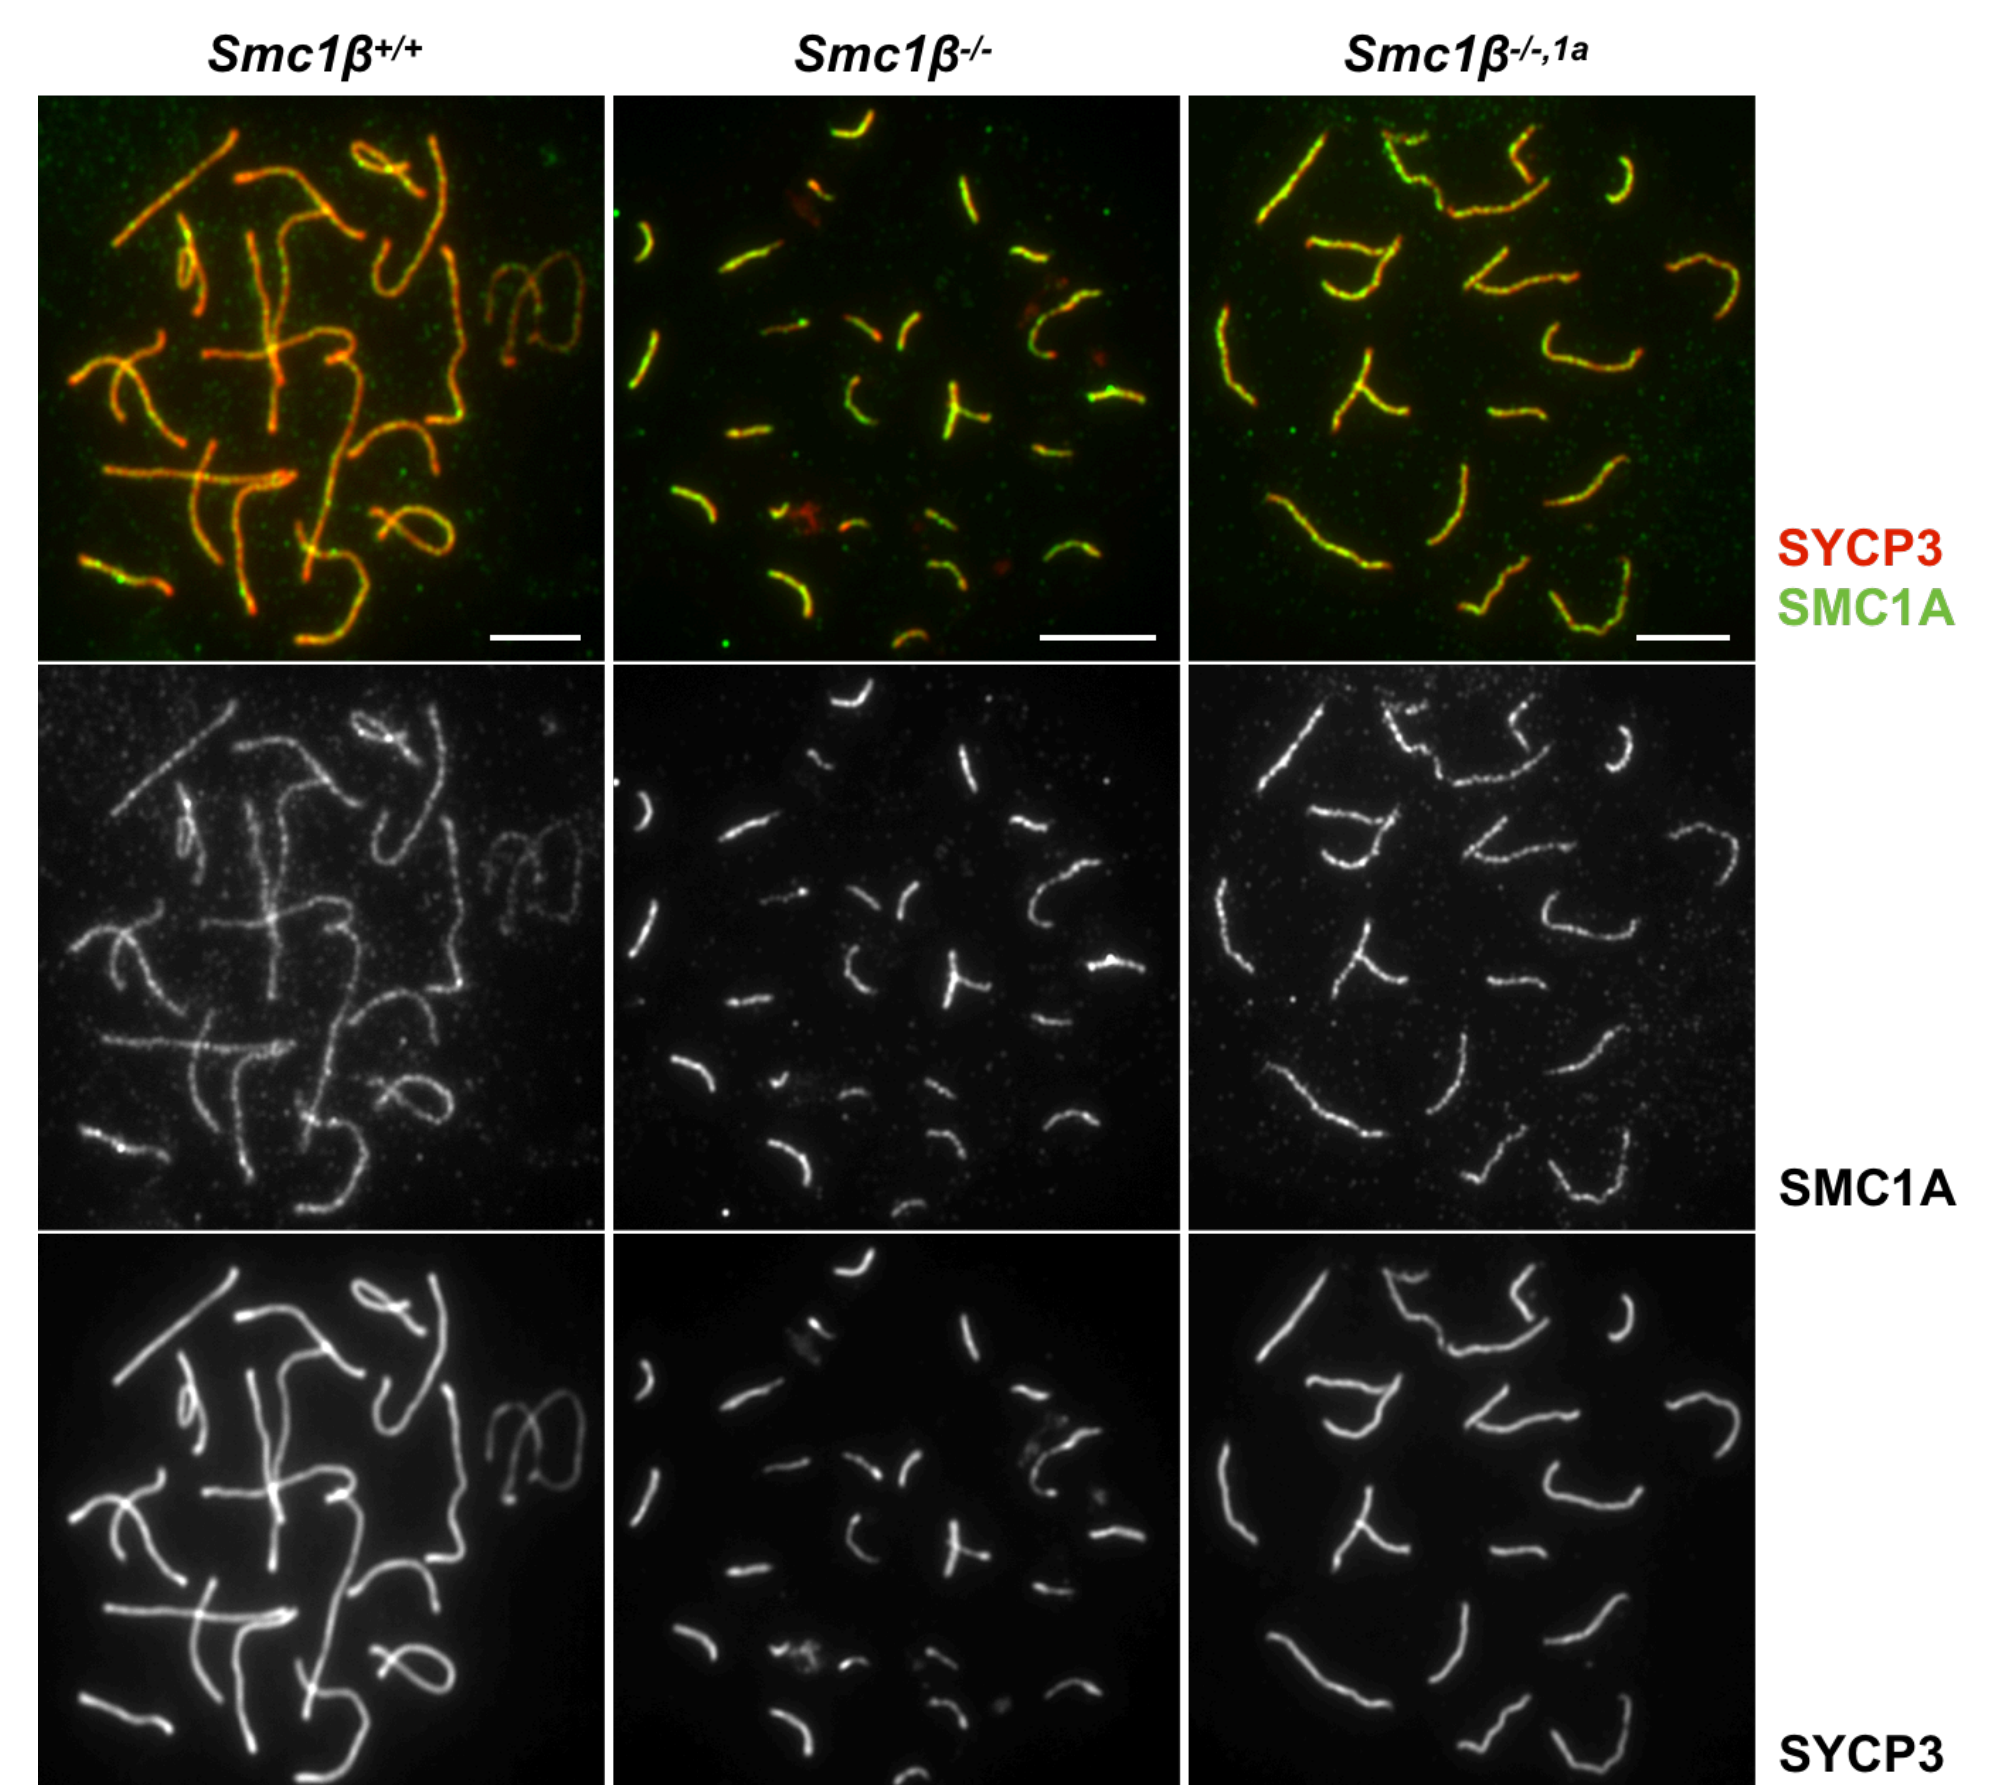 Smc1β+/+ Smc1β-/- Smc1β-/-,1a
SYCP3
SMC1A
SMC1A
SYCP3